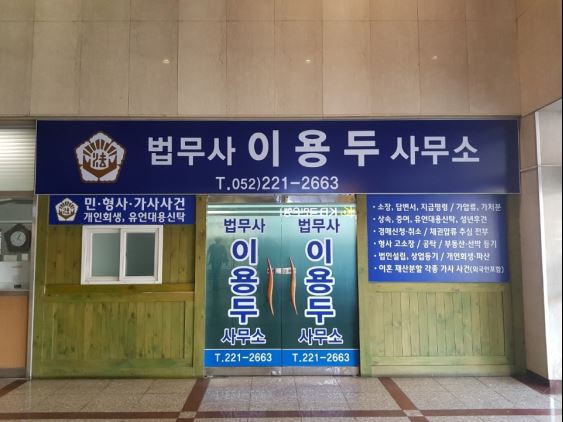 법무사 이용두 사무소
T.052)221-2663
민·형사·가사사건
개인회생, 유언대용신탁
법무사
이용두
사무소
T.221-2663
법무사
이용두
사무소
T.221-2663
· 소장, 답변서, 지급명령 / 가압류, 가처분
· 상속, 증여, 유언대용신탁, 성년후견
경매신청·취소 / 채권압류 추심 전부
· 형사 고소장 / 공탁 / 부동산·선박 등기
· 법인설립, 상업등기 / 개인회생·파산
· 이혼 재산분할 각종 가사 사건(외국인포함)